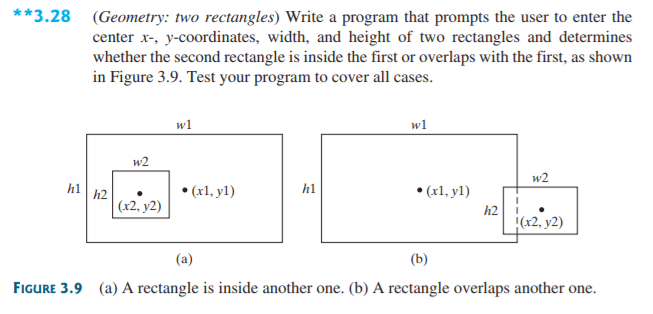 **3.28 (Geometry: two rectangles) Write a program that prompts the user to enter the
center x-, y-coordinates, width, and height of two rectangles and determines
whether the second rectangle is inside the first or overlaps with the first, as shown
in Figure 3.9. Test your program to cover all cases.
w1
w2
h1
h2
(x2, y2)
(x1, y1)
(a)
w1
h1
(x1, y1)
w2
h2
(x2, y2)
(b)
FIGURE 3.9 (a) A rectangle is inside another one. (b) A rectangle overlaps another one.